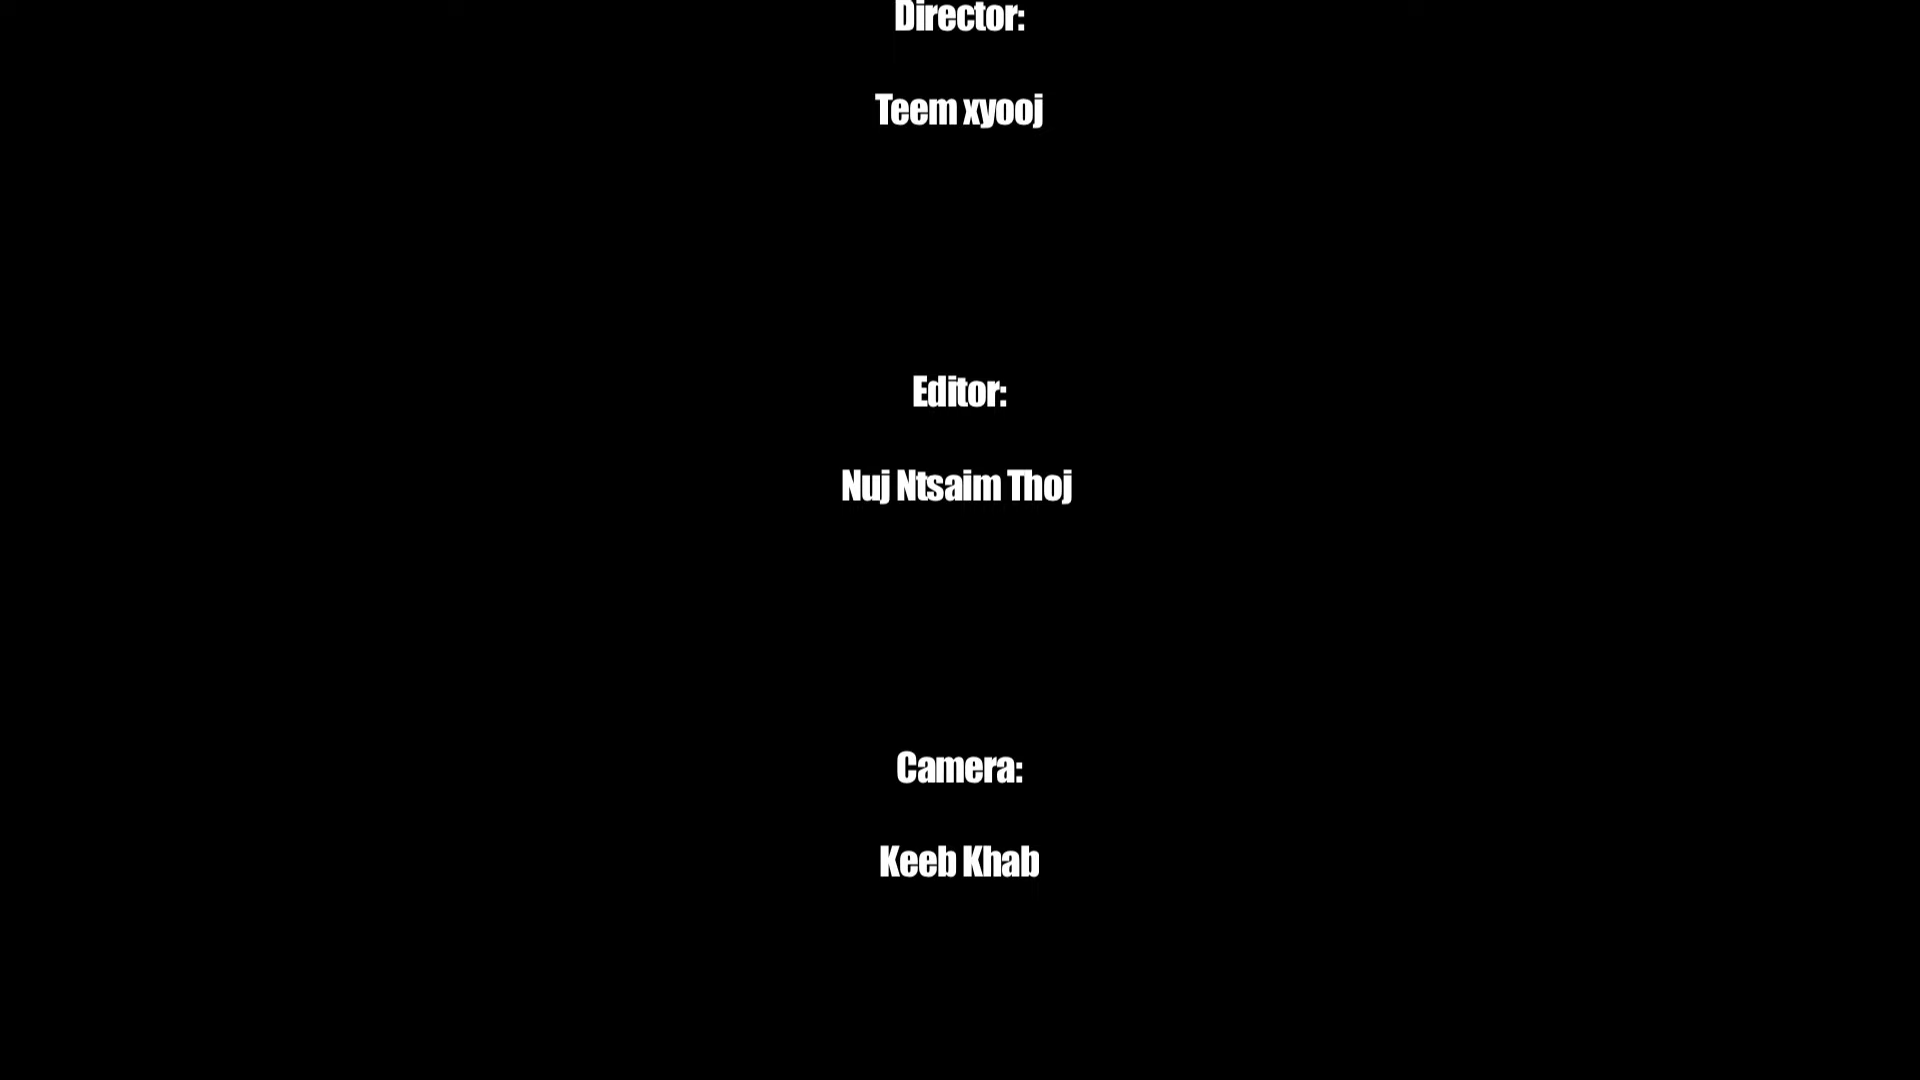 Director:
Teem xyooj
Editor:
Nuj Ntsaim Thoj
Camera:
Keeb Khab